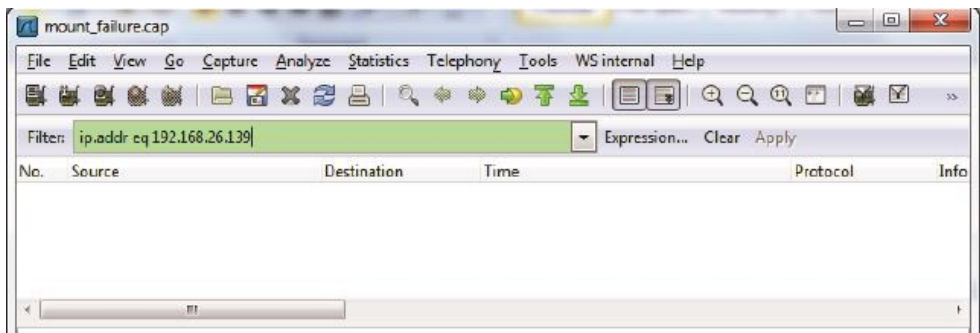 mount_failure.cap
File Edit View Go Capture Analyze Statistics Telephony Tools WS internal Help
Filter: ip.addr eq 192.168.26.139 Expression... Clear Apply
No. Source Destination Time Protocol Info